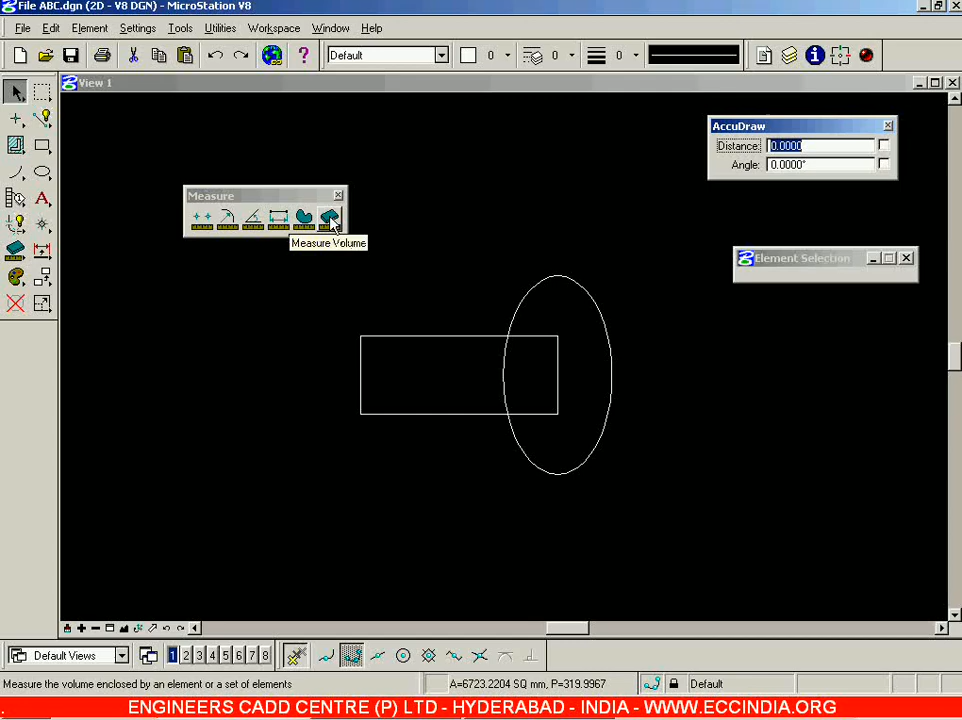 File ABC.dgn (2D - V8 DGN) - MicroStation V8
File Edit Element Settings Tools Utilities Workspace Window Help
Default 0 0 0
View 1
AccuDraw
Distance: 0.0000
Angle: 0.0000°
Measure
Measure Volume
Element Selection
Default Views 1 2 3 4 5 6 7 8
Measure the volume enclosed by an element or a set of elements A=6723.2204 SQ mm, P=319.9967 Default
. ENGINEERS CADD CENTRE (P) LTD - HYDERABAD - INDIA - WWW.ECCINDIA.ORG